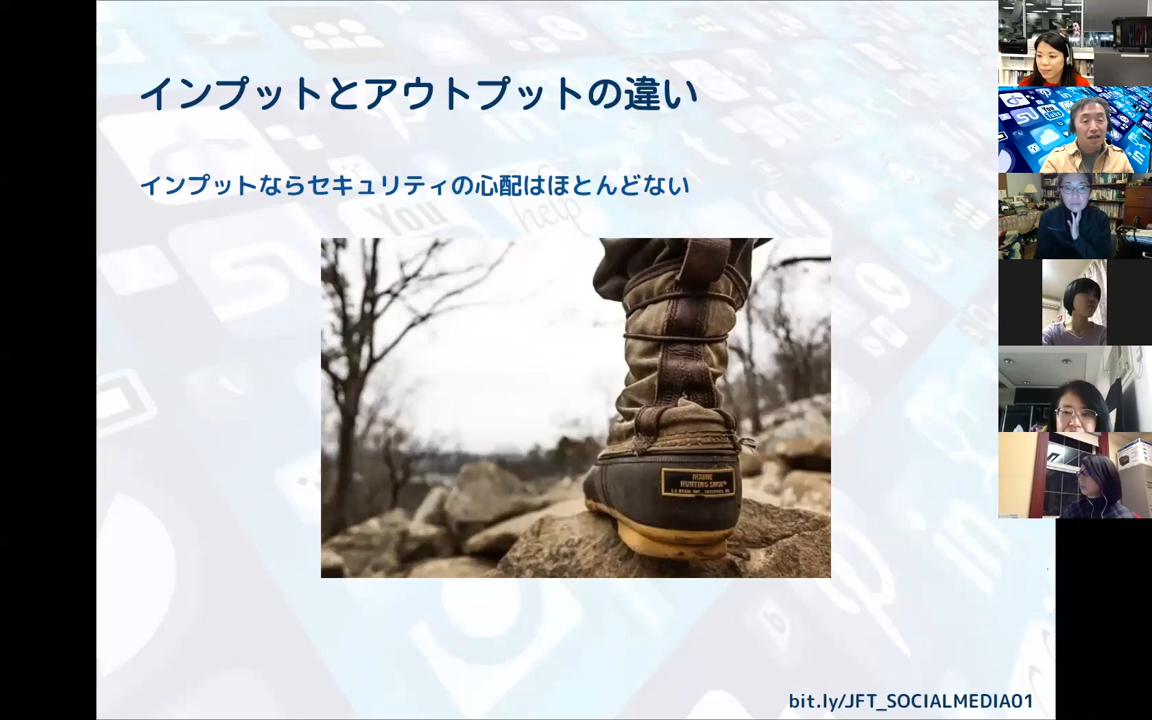 インプットとアウトプットの違い
インプットならセキュリティの心配はほとんどない
You
help
MAINE
HUNTING SHOE
bit.ly/JFT_SOCIALMEDIA01